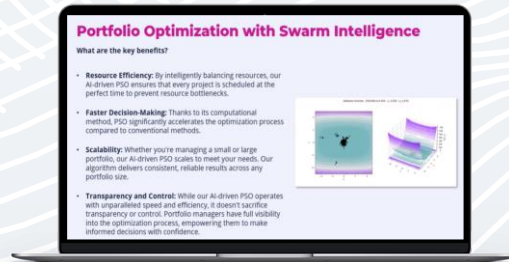 Portfolio Optimization with Swarm Intelligence
What are the key benefits?
• Resource Efficiency: By intelligently balancing resources, our
AI-driven PSO ensures that every project is scheduled at the
perfect time to prevent resource bottlenecks.
• Faster Decision-Making: Thanks to its computational
method, PSO significantly accelerates the optimization process
compared to conventional methods.
• Scalability: Whether you're managing a small or large
portfolio, our AI-driven PSO scales to meet your needs. Our
algorithm delivers consistent, reliable results across any
portfolio size.
• Transparency and Control: While our AI-driven PSO operates
with unparalleled speed and efficiency, it doesn't sacrifice
transparency or control. Portfolio managers have full visibility
into the optimization process, empowering them to make
informed decisions with confidence.